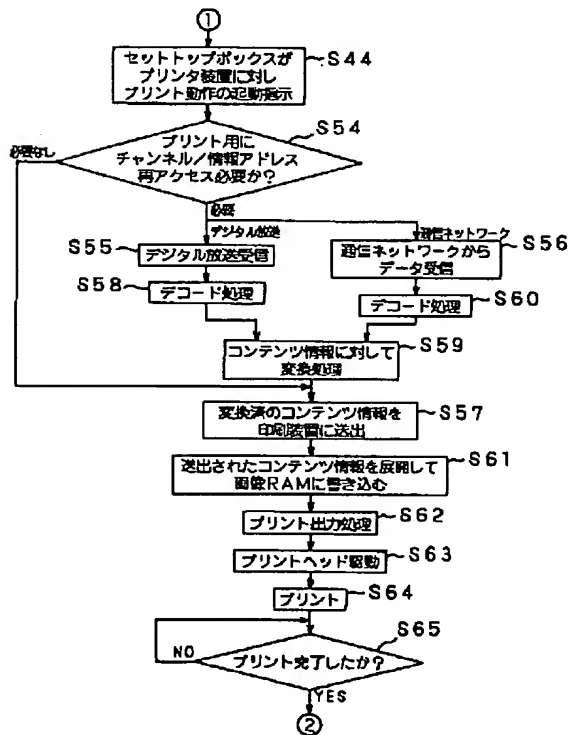 ①
セットトップボックスが
プリンタ装置に対し
プリント動作の起動指示
S44
S54
プリント用に
チャンネル/情報アドレス
再アクセス必要か?
必要なし
必要
デジタル放送
通信ネットワーク
S55
デジタル放送受信
通信ネットワークから
データ受信
S56
S58
デコード処理
デコード処理
S60
コンテンツ情報に対して
変換処理
S59
変換済のコンテンツ情報を
印刷装置に送出
S57
送出されたコンテンツ情報を展開して
画像RAMに書き込む
S61
プリント出力処理
S62
プリントヘッド駆動
S63
プリント
S64
S65
プリント完了したか?
NO
YES
②